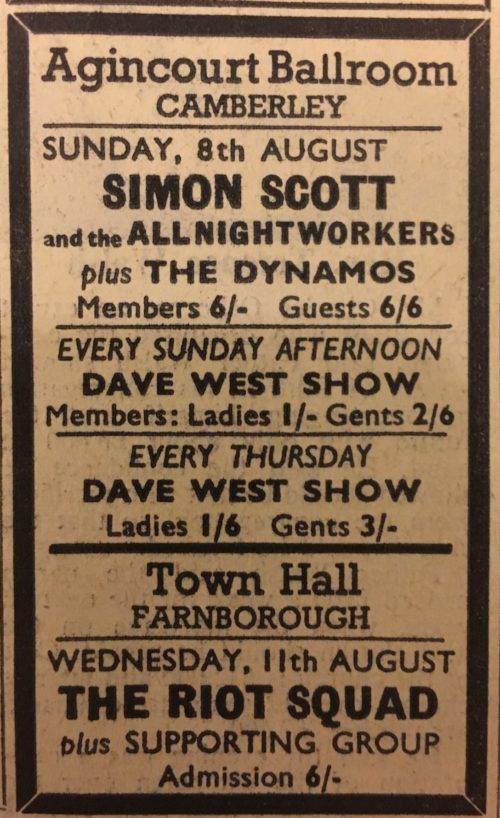 Agincourt Ballroom
CAMBERLEY
SUNDAY, 8th AUGUST
SIMON SCOTT
and the ALLNIGHTWORKERS
plus THE DYNAMOS
Members 6/- Guests 6/6
EVERY SUNDAY AFTERNOON
DAVE WEST SHOW
Members: Ladies 1/- Gents 2/6
EVERY THURSDAY
DAVE WEST SHOW
Ladies 1/6 Gents 3/-
Town Hall
FARNBOROUGH
WEDNESDAY, 11th AUGUST
THE RIOT SQUAD
plus SUPPORTING GROUP
Admission 6/-